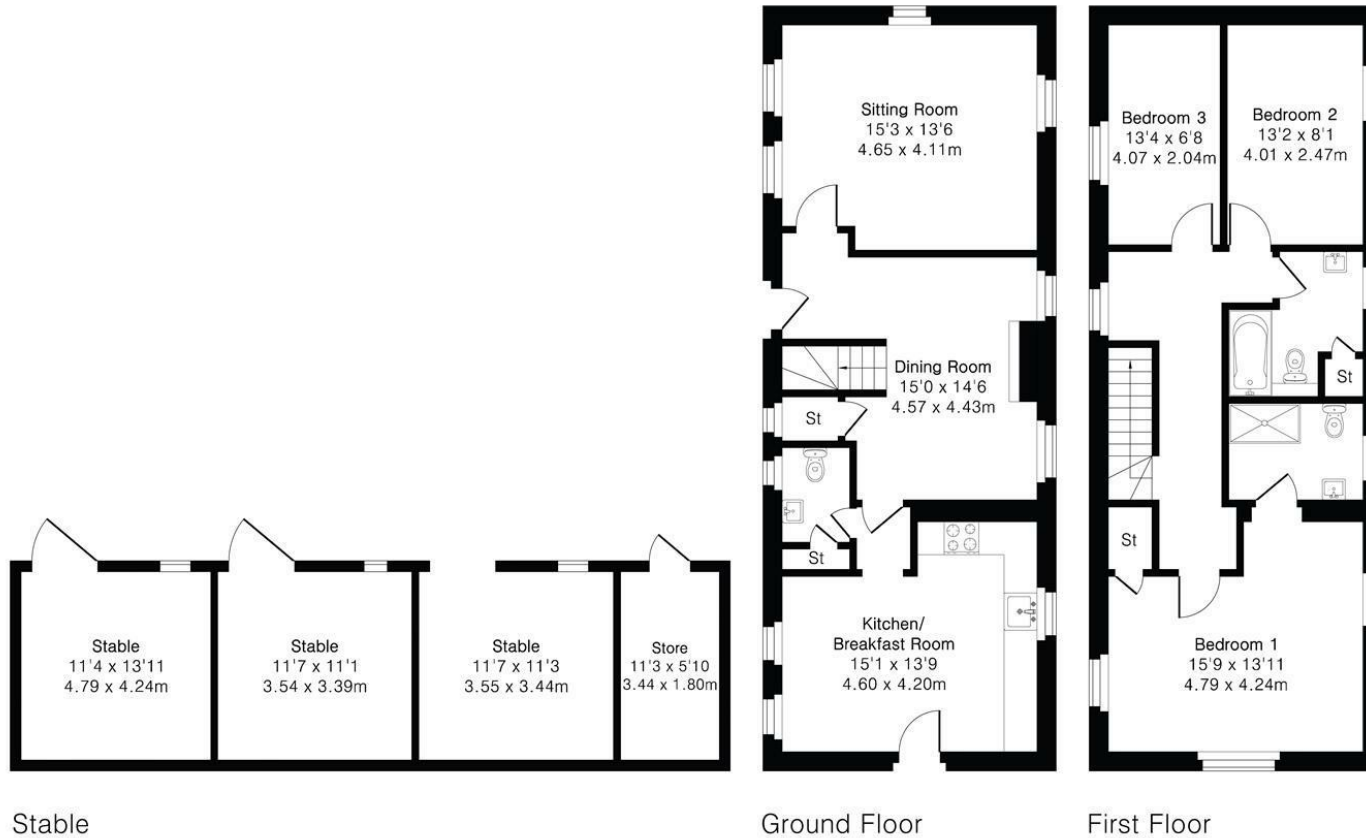 Sitting Room
15'3 x 13'6
4.65 x 4.11m
Dining Room
15'0 x 14'6
4.57 x 4.43m
St
St
Kitchen/
Breakfast Room
15'1 x 13'9
4.60 x 4.20m
Bedroom 3
13'4 x 6'8
4.07 x 2.04m
Bedroom 2
13'2 x 8'1
4.01 x 2.47m
St
St
Bedroom 1
15'9 x 13'11
4.79 x 4.24m
Stable
11'4 x 13'11
4.79 x 4.24m
Stable
11'7 x 11'1
3.54 x 3.39m
Stable
11'7 x 11'3
3.55 x 3.44m
Store
11'3 x 5'10
3.44 x 1.80m
Stable
Ground Floor
First Floor